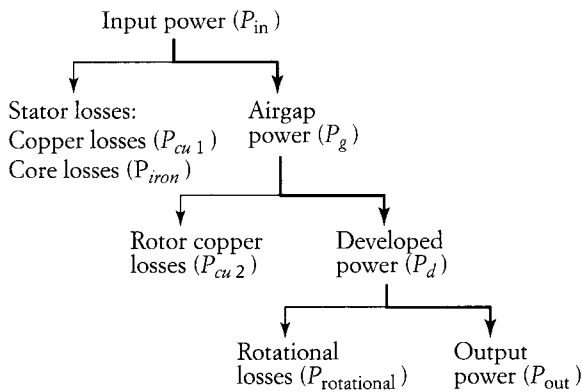 Input power (P_in)
Stator losses:
Copper losses (P_cu 1)
Core losses (P_iron)
Airgap
power (P_g)
Rotor copper
losses (P_cu 2)
Developed
power (P_d)
Rotational
losses (P_rotational)
Output
power (P_out)